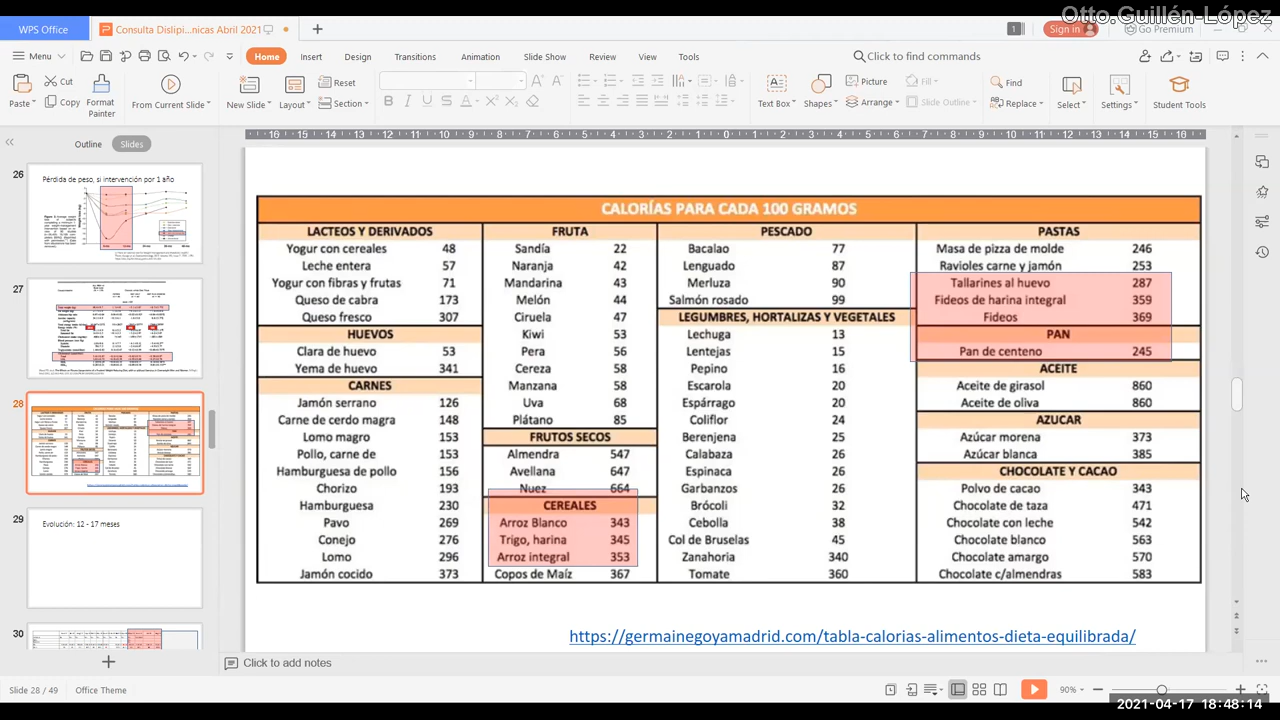 Otto.Guillén-López
WPS Office
Consulta Dislipi...nicas Abril 2021
1
Sign in
Go Premium
Menu
Home
Insert
Design
Transitions
Animation
Slide Show
Review
View
Tools
Click to find commands
Paste
Cut
Copy
Format Painter
From Current Slide
New Slide
Layout
Reset
Section
Text Box
Shapes
Picture
Arrange
Fill
Slide Outline
Find
Replace
Select
Settings
Student Tools
Outline
Slides
26
Pérdida de peso, si intervención por 1 año
27
28
29
Evolución: 12 - 17 meses
30
CALORÍAS PARA CADA 100 GRAMOS
LACTEOS Y DERIVADOS
Yogur con cereales 48
Leche entera 57
Yogur con fibras y frutas 71
Queso de cabra 173
Queso fresco 307
HUEVOS
Clara de huevo 53
Yema de huevo 341
CARNES
Jamón serrano 126
Carne de cerdo magra 148
Lomo magro 153
Pollo, carne de 153
Hamburguesa de pollo 156
Chorizo 193
Hamburguesa 230
Pavo 269
Conejo 276
Lomo 296
Jamón cocido 373
FRUTA
Sandía 22
Naranja 42
Mandarina 43
Melón 44
Ciruela 47
Kiwi 53
Pera 56
Cereza 58
Manzana 58
Uva 68
Plátano 85
FRUTOS SECOS
Almendra 547
Avellana 647
Nuez 664
CEREALES
Arroz Blanco 343
Trigo, harina 345
Arroz integral 353
Copos de Maíz 367
PESCADO
Bacalao 77
Lenguado 87
Merluza 90
Salmón rosado 99
LEGUMBRES, HORTALIZAS Y VEGETALES
Lechuga 13
Lentejas 15
Pepino 16
Escarola 20
Espárrago 20
Coliflor 24
Berenjena 25
Calabaza 26
Espinaca 26
Garbanzos 26
Brócoli 32
Cebolla 38
Col de Bruselas 45
Zanahoria 340
Tomate 360
PASTAS
Masa de pizza de molde 246
Ravioles carne y jamón 253
Tallarines al huevo 287
Fideos de harina integral 359
Fideos 369
PAN
Pan de centeno 245
ACEITE
Aceite de girasol 860
Aceite de oliva 860
AZUCAR
Azúcar morena 373
Azúcar blanca 385
CHOCOLATE Y CACAO
Polvo de cacao 343
Chocolate de taza 471
Chocolate con leche 542
Chocolate blanco 563
Chocolate amargo 570
Chocolate c/almendras 583
https://germainegoyamadrid.com/tabla-calorias-alimentos-dieta-equilibrada/
Click to add notes
Slide 28 / 49
Office Theme
90%
2021-04-17 18:48:14